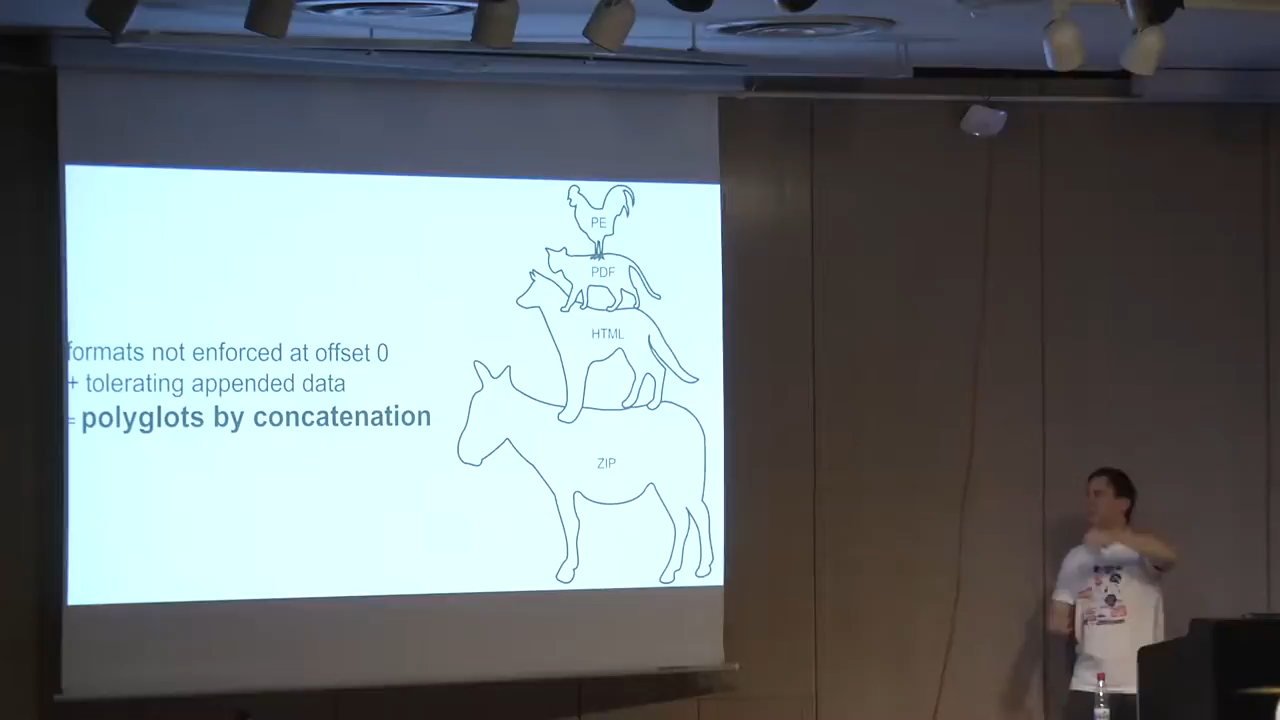 PE
PDF
HTML
formats not enforced at offset 0
+ tolerating appended data
= polyglots by concatenation
ZIP